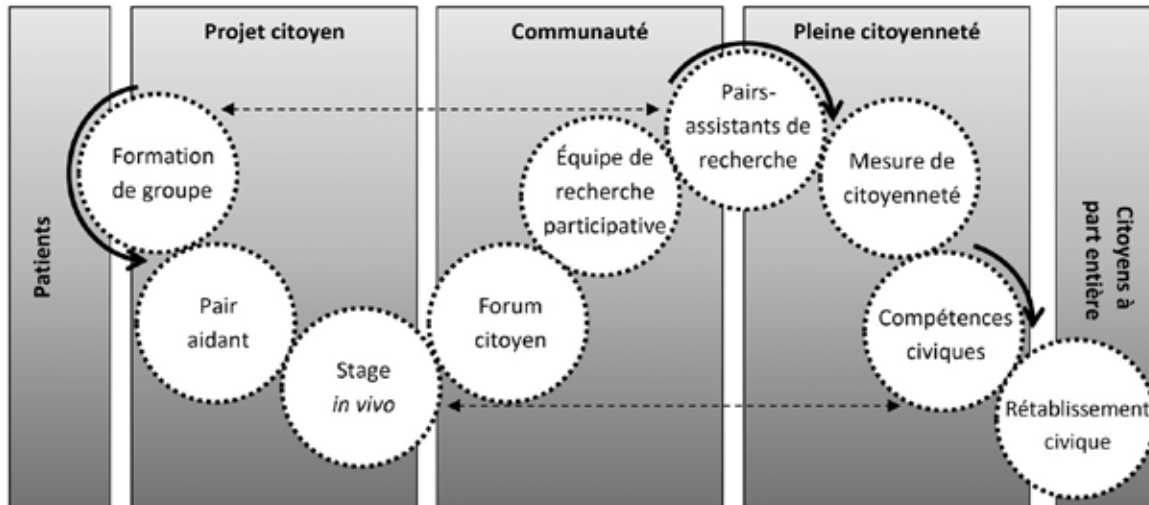 Projet citoyen
Communauté
Pleine citoyenneté
Patients
Formation
de groupe
Pair
aidant
Stage
in vivo
Forum
citoyen
Équipe de
recherche
participative
Pairs-
assistants de
recherche
Mesure de
citoyenneté
Compétences
civiques
Rétablissement
civique
Citoyens à
part entière